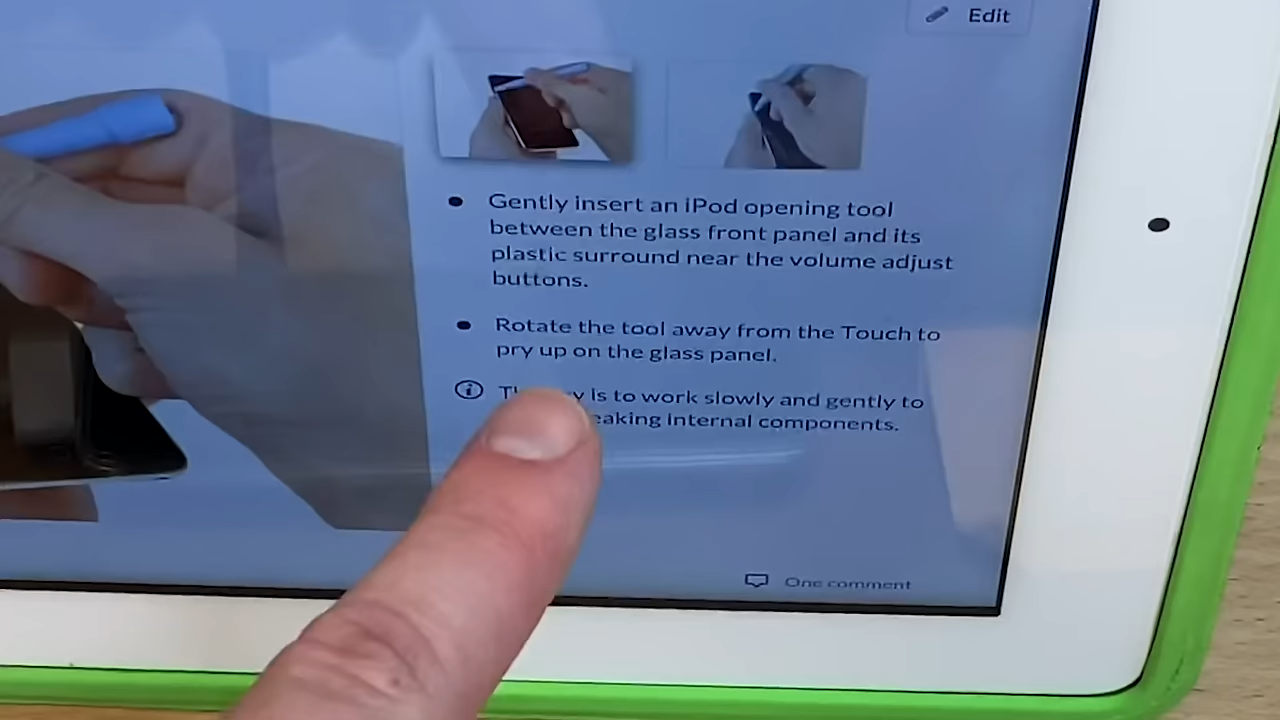 Edit
Gently insert an iPod opening tool
between the glass front panel and its
plastic surround near the volume adjust
buttons.
Rotate the tool away from the Touch to
pry up on the glass panel.
is to work slowly and gently to
internal components.
One comment